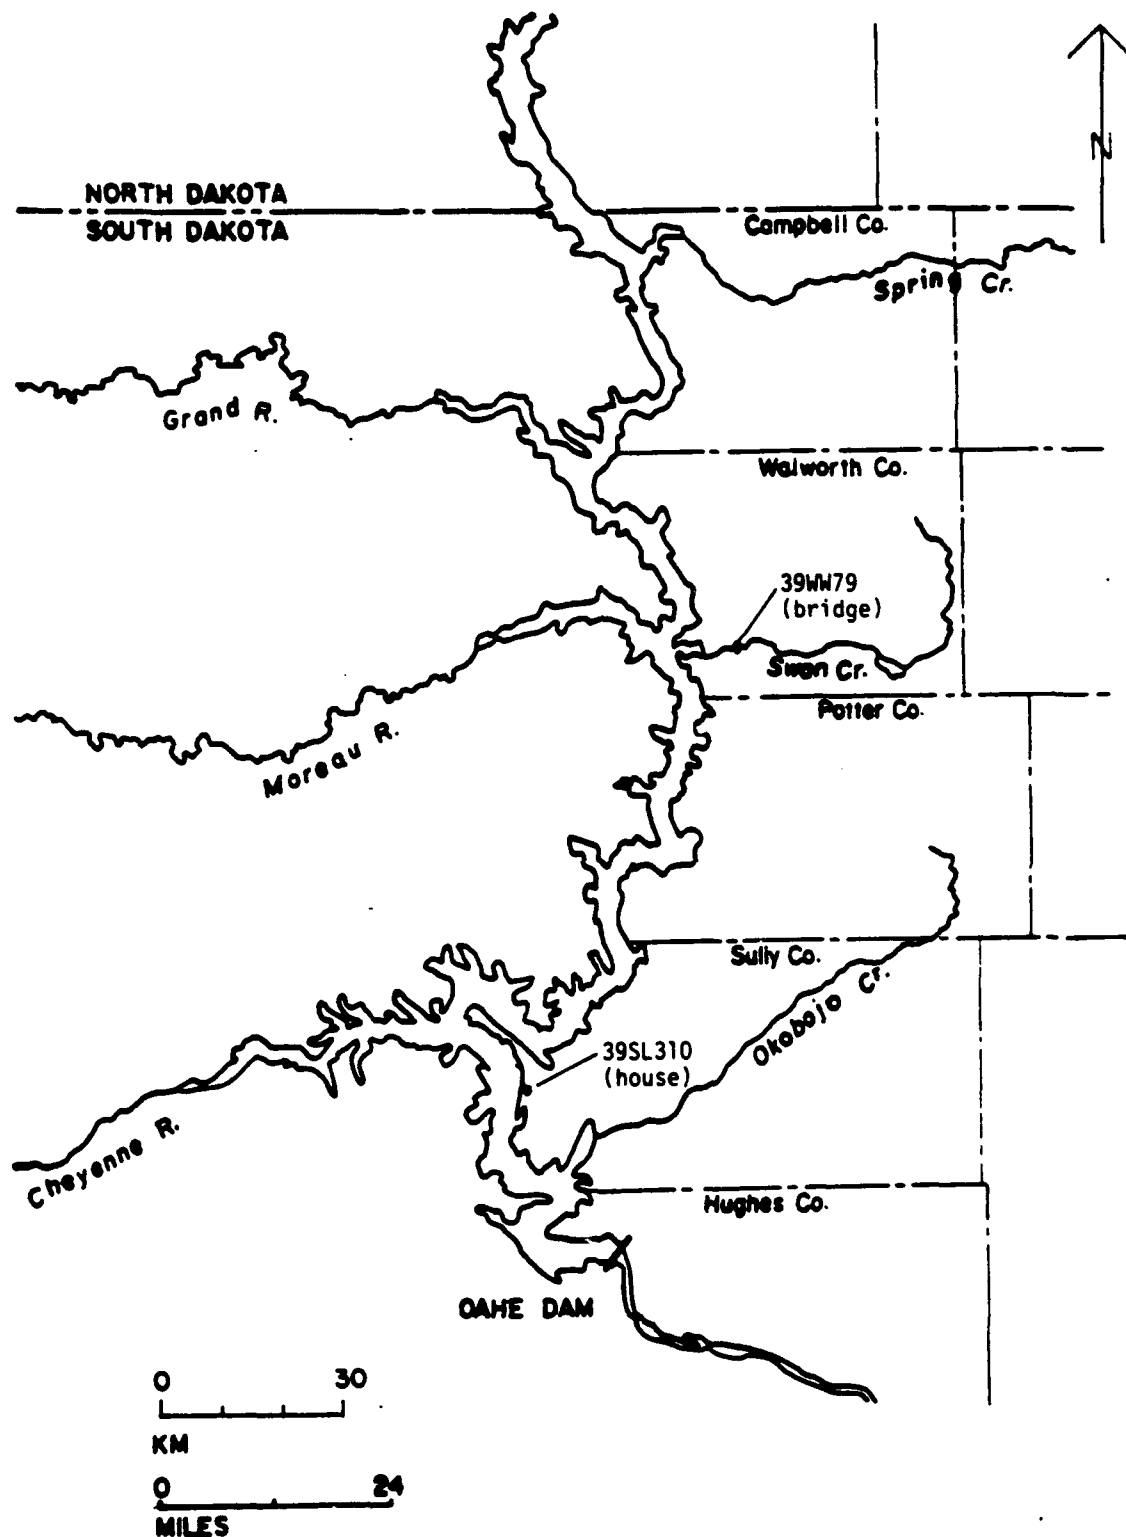 N
NORTH DAKOTA
SOUTH DAKOTA
Campbell Co.
Spring Cr.
Grand R.
Walworth Co.
39WW79
(bridge)
Swan Cr.
Potter Co.
Moreau R.
Sully Co.
Okobojo Cr.
39SL310
(house)
Cheyenne R.
Hughes Co.
OAHE DAM
0 30
KM
0 24
MILES